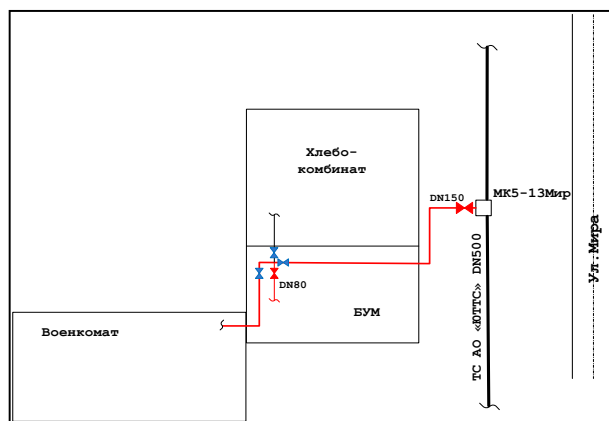 Хлебо-
комбинат
DN150
МК5-13Мир
DN80
БУМ
Военкомат
ТС АО «ЮТТС» DN500
Ул.Мира